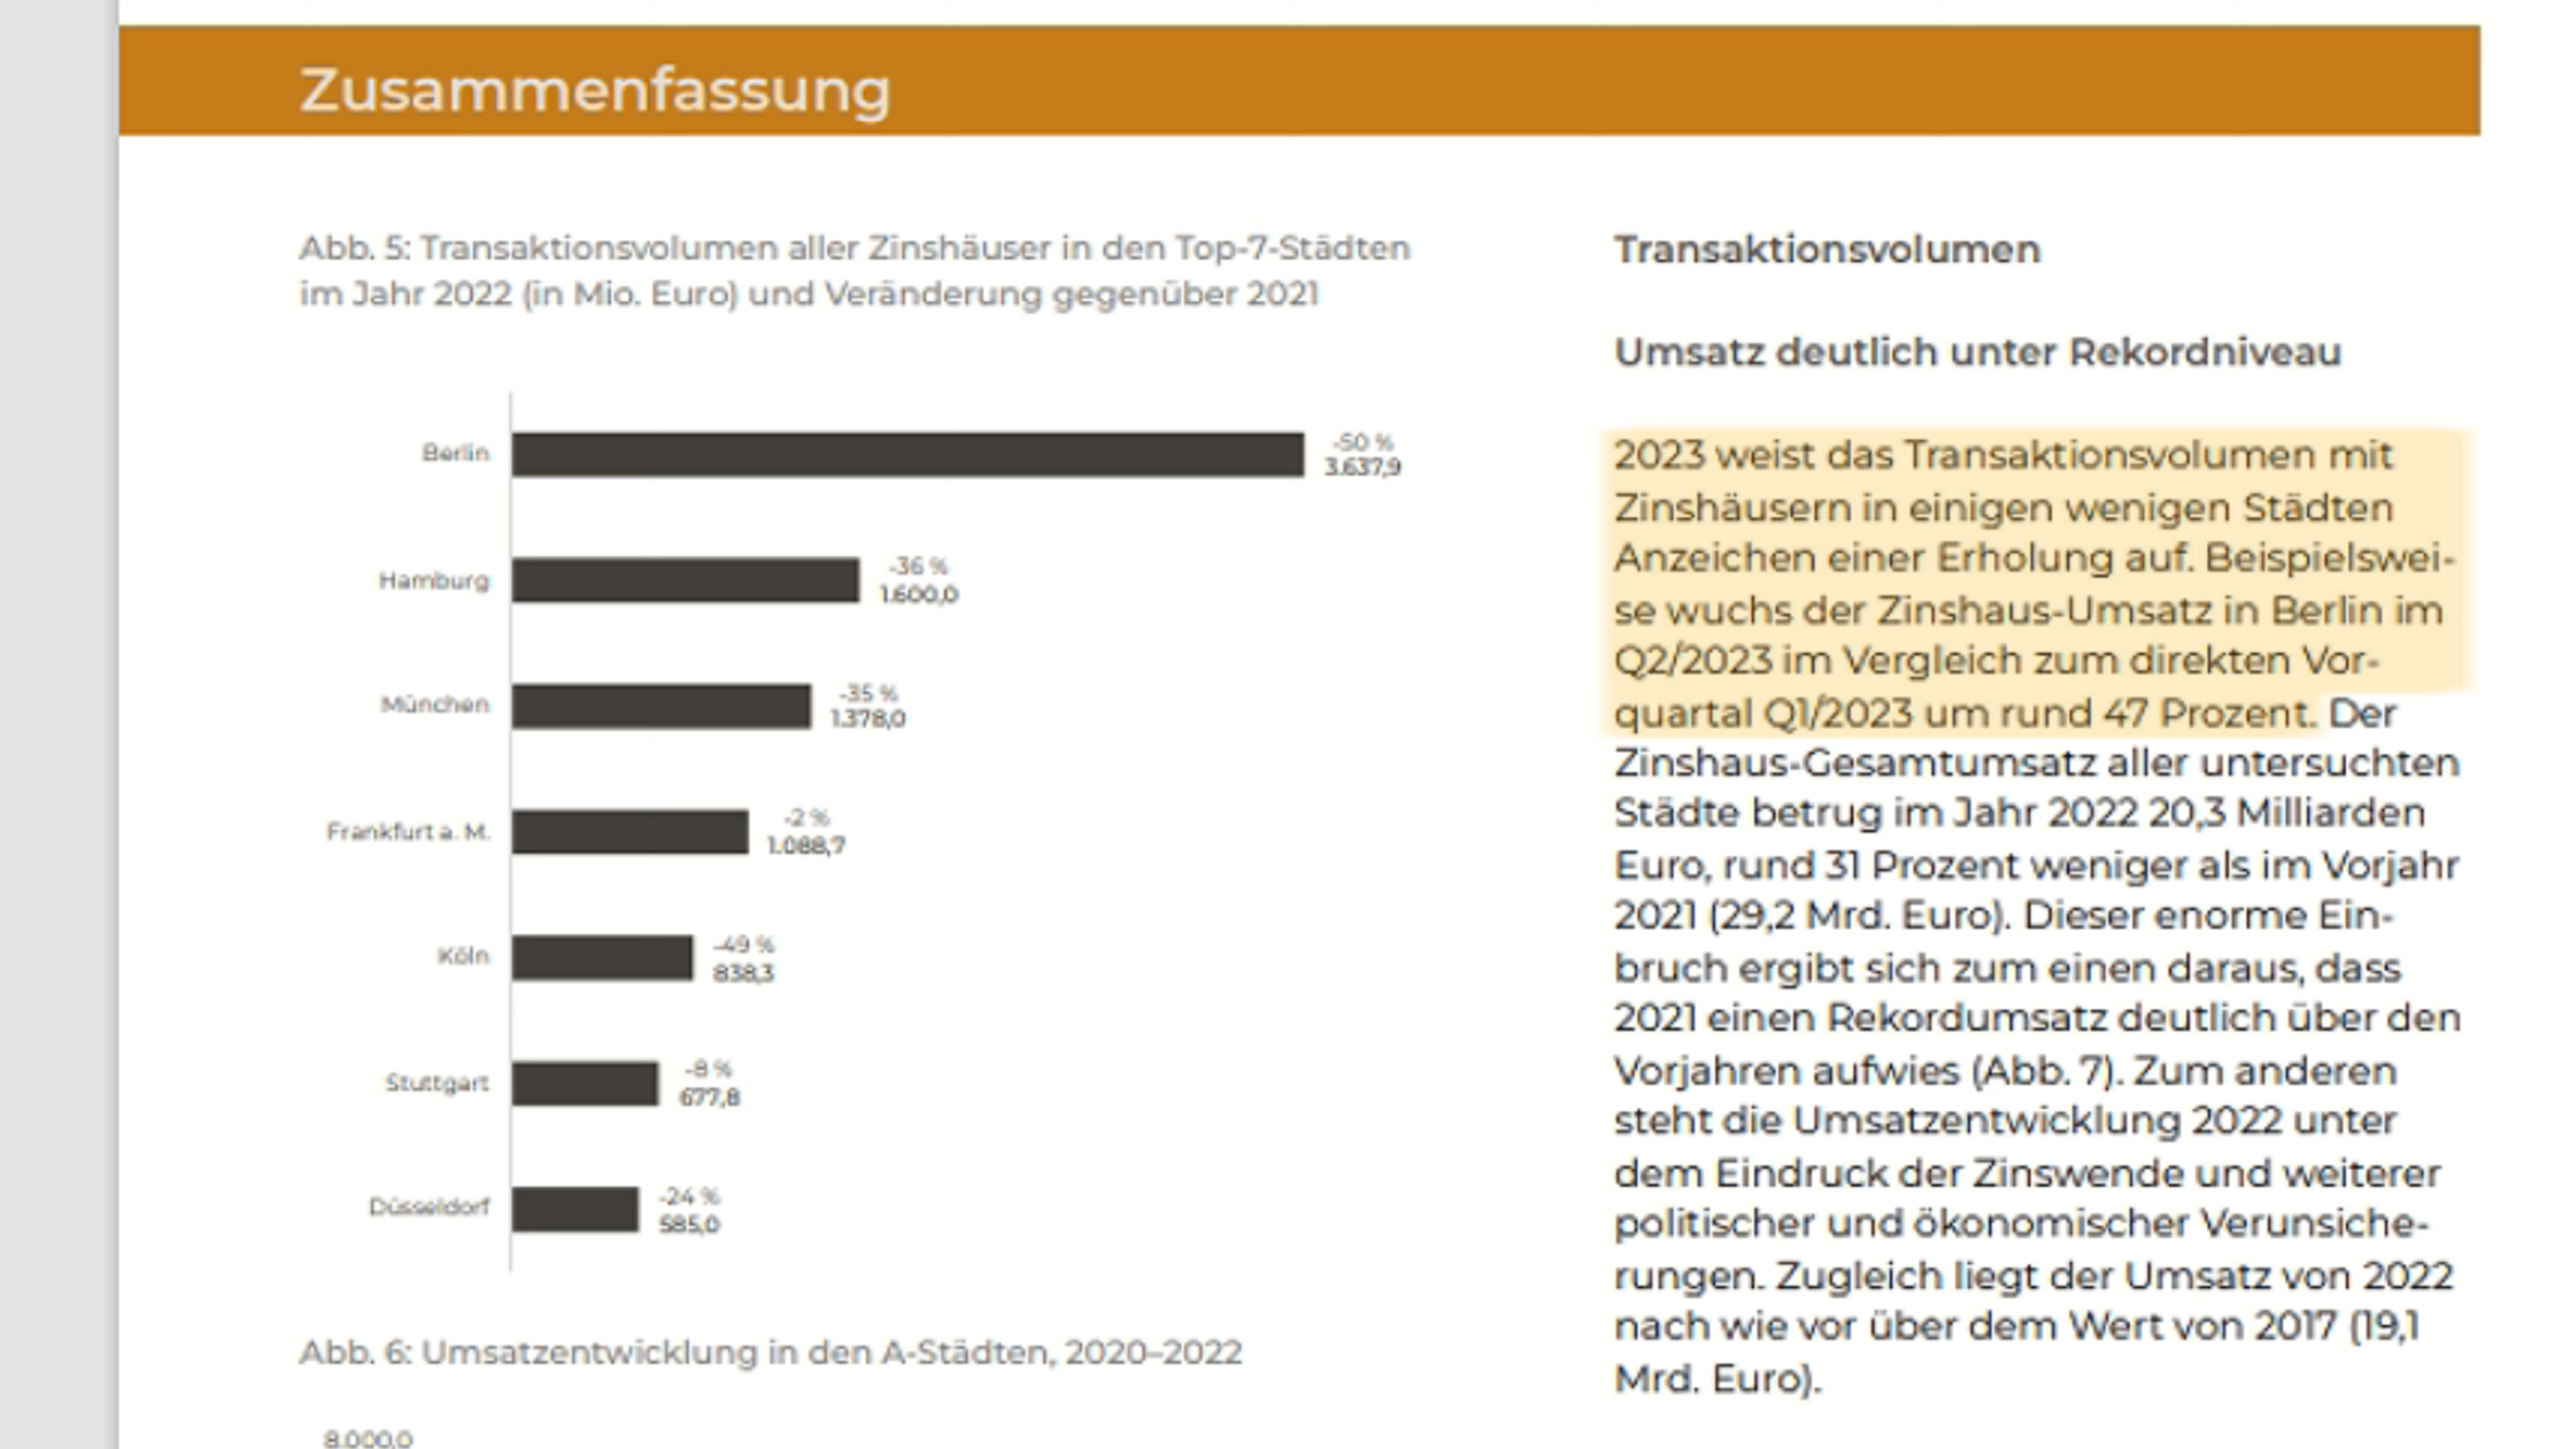 Zusammenfassung
Abb. 5: Transaktionsvolumen aller Zinshäuser in den Top-7-Städten
im Jahr 2022 (in Mio. Euro) und Veränderung gegenüber 2021
Berlin
-50 %
3.637,9
Hamburg
-36 %
1.600,0
München
-35 %
1.378,0
Frankfurt a. M.
-2 %
1.088,7
Köln
-49 %
838,3
Stuttgart
-8 %
677,8
Düsseldorf
-24 %
585,0
Abb. 6: Umsatzentwicklung in den A-Städten, 2020–2022
8.000,0
Transaktionsvolumen
Umsatz deutlich unter Rekordniveau
2023 weist das Transaktionsvolumen mit
Zinshäusern in einigen wenigen Städten
Anzeichen einer Erholung auf. Beispielswei-
se wuchs der Zinshaus-Umsatz in Berlin im
Q2/2023 im Vergleich zum direkten Vor-
quartal Q1/2023 um rund 47 Prozent. Der
Zinshaus-Gesamtumsatz aller untersuchten
Städte betrug im Jahr 2022 20,3 Milliarden
Euro, rund 31 Prozent weniger als im Vorjahr
2021 (29,2 Mrd. Euro). Dieser enorme Ein-
bruch ergibt sich zum einen daraus, dass
2021 einen Rekordumsatz deutlich über den
Vorjahren aufwies (Abb. 7). Zum anderen
steht die Umsatzentwicklung 2022 unter
dem Eindruck der Zinswende und weiterer
politischer und ökonomischer Verunsiche-
rungen. Zugleich liegt der Umsatz von 2022
nach wie vor über dem Wert von 2017 (19,1
Mrd. Euro).